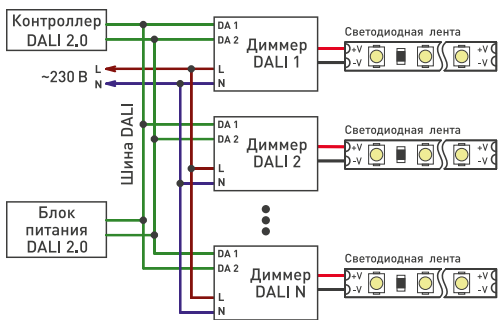 Контроллер
DALI 2.0
~230 В
L
N
Шина DALI
Блок
питания
DALI 2.0
DA 1
DA 2
L
N
Диммер
DALI 1
Светодиодная лента
+V
-V
+V
-V
DA 1
DA 2
L
N
Диммер
DALI 2
Светодиодная лента
+V
-V
+V
-V
DA 1
DA 2
L
N
Диммер
DALI N
Светодиодная лента
+V
-V
+V
-V